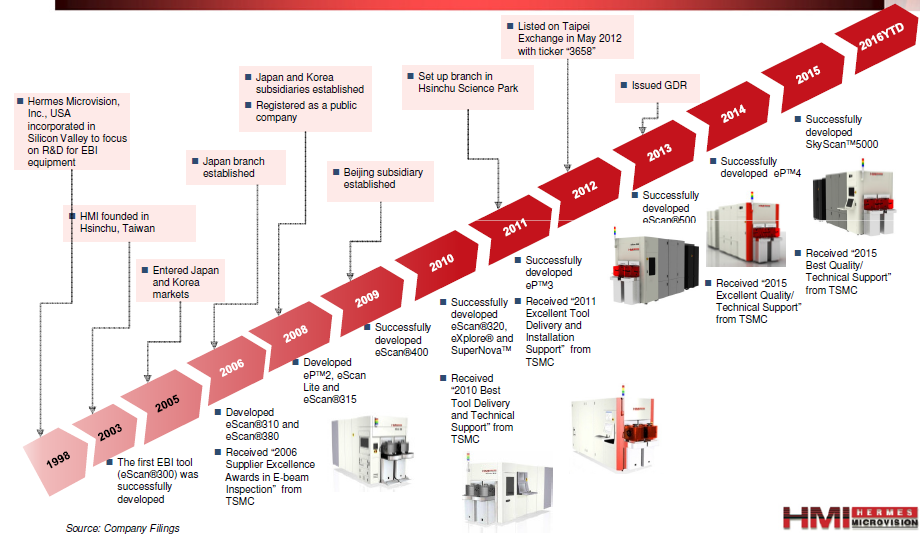 Hermes Microvision,
Inc., USA
incorporated in
Silicon Valley to focus
on R&D for EBI
equipment
HMI founded in
Hsinchu, Taiwan
Entered Japan
and Korea
markets
Japan branch
established
Japan and Korea
subsidiaries established
Registered as a public
company
Beijing subsidiary
established
Set up branch in
Hsinchu Science Park
Listed on Taipei
Exchange in May 2012
with ticker “3658”
Issued GDR
1998
2003
2005
2006
2008
2009
2010
2011
2012
2013
2014
2015
2016YTD
The first EBI tool
(eScan®300) was
successfully
developed
Developed
eScan®310 and
eScan®380
Received “2006
Supplier Excellence
Awards in E-beam
Inspection” from
TSMC
Developed
eP™2, eScan
Lite and
eScan®315
Successfully
developed
eScan®400
Successfully
developed
eScan®320,
eXplore® and
SuperNova™
Received
“2010 Best
Tool Delivery
and Technical
Support” from
TSMC
Successfully
developed
eP™3
Received “2011
Excellent Tool
Delivery and
Installation
Support” from
TSMC
Successfully
developed
eScan®500
Successfully
developed eP™4
Received “2015
Excellent Quality/
Technical Support”
from TSMC
Successfully
developed
SkyScan™5000
Received “2015
Best Quality/
Technical Support”
from TSMC
Source: Company Filings
HMI HERMES
MICROVISION